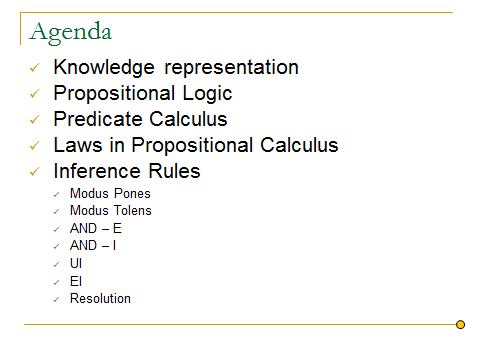 Agenda
Knowledge representation
Propositional Logic
Predicate Calculus
Laws in Propositional Calculus
Inference Rules
Modus Pones
Modus Tolens
AND – E
AND – I
UI
EI
Resolution